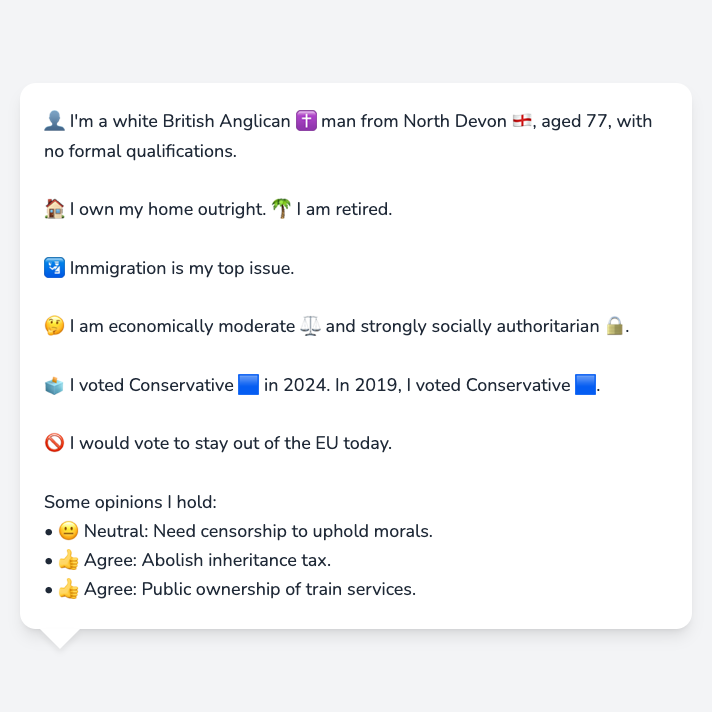 👤 I'm a white British Anglican ✝️ man from North Devon 🏴󠁧󠁢󠁥󠁮󠁧󠁿, aged 77, with
no formal qualifications.
🏠 I own my home outright. 🌴 I am retired.
🛂 Immigration is my top issue.
🤔 I am economically moderate ⚖️ and strongly socially authoritarian 🔒.
🗳️ I voted Conservative 🟦 in 2024. In 2019, I voted Conservative 🟦.
🚫 I would vote to stay out of the EU today.
Some opinions I hold:
• 😐 Neutral: Need censorship to uphold morals.
• 👍 Agree: Abolish inheritance tax.
• 👍 Agree: Public ownership of train services.